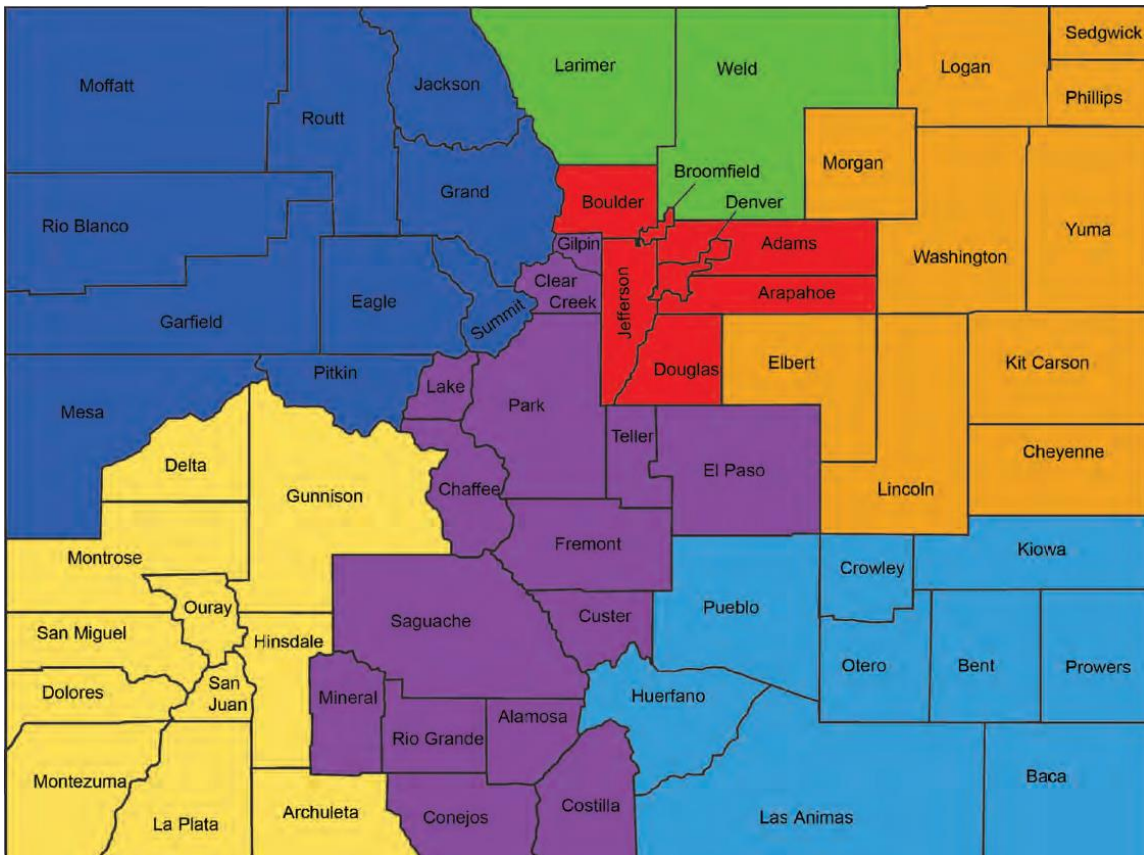 Moffatt
Routt
Jackson
Larimer
Weld
Logan
Sedgwick
Phillips
Morgan
Rio Blanco
Grand
Boulder
Broomfield
Denver
Yuma
Washington
Gilpin
Adams
Clear
Creek
Jefferson
Arapahoe
Garfield
Eagle
Summit
Mesa
Pitkin
Lake
Park
Douglas
Elbert
Kit Carson
Delta
Gunnison
Chaffee
Teller
El Paso
Lincoln
Cheyenne
Montrose
Fremont
Kiowa
Crowley
Ouray
Pueblo
San Miguel
Hinsdale
Saguache
Custer
Otero
Bent
Prowers
Dolores
San
Juan
Mineral
Huerfano
Alamosa
Rio Grande
Montezuma
Baca
La Plata
Archuleta
Conejos
Costilla
Las Animas